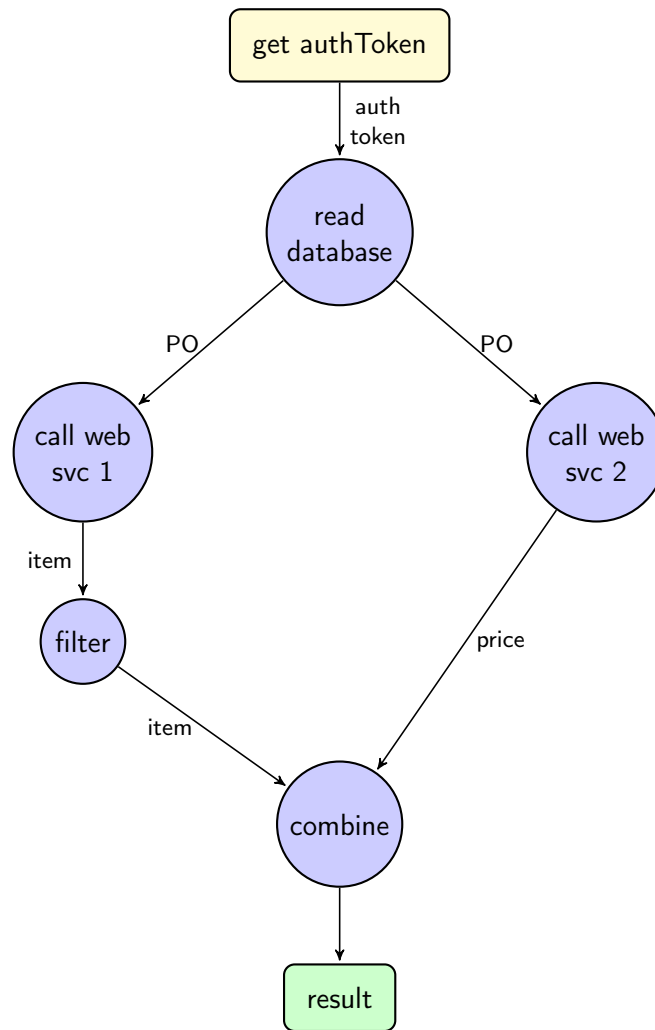 get authToken
auth
token
read
database
PO
PO
call web
svc 1
call web
svc 2
item
filter
price
item
combine
result